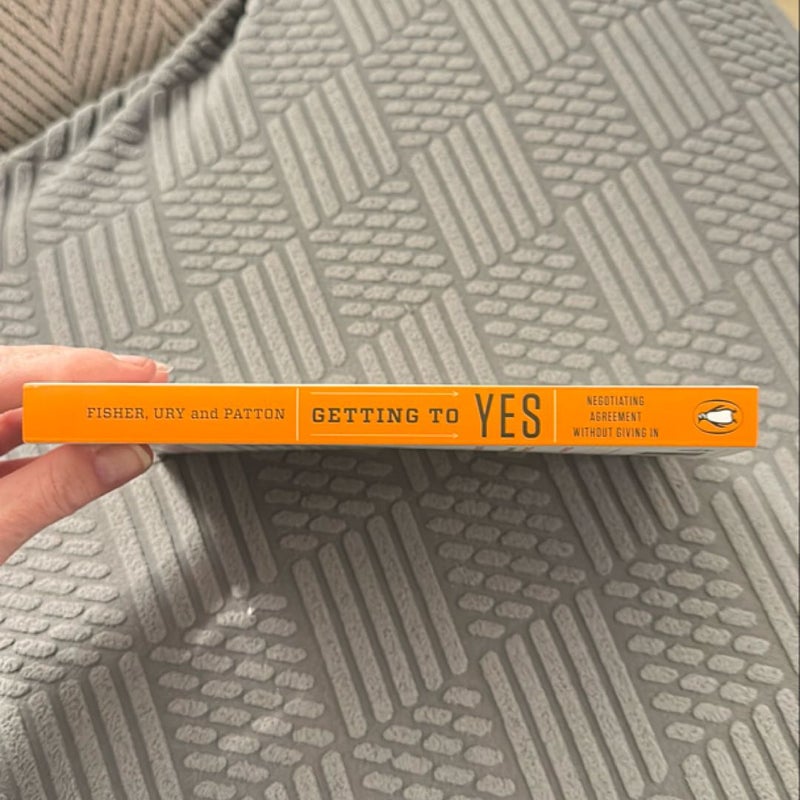 FISHER, URY and PATTON
GETTING TO YES
NEGOTIATING
AGREEMENT
WITHOUT GIVING IN